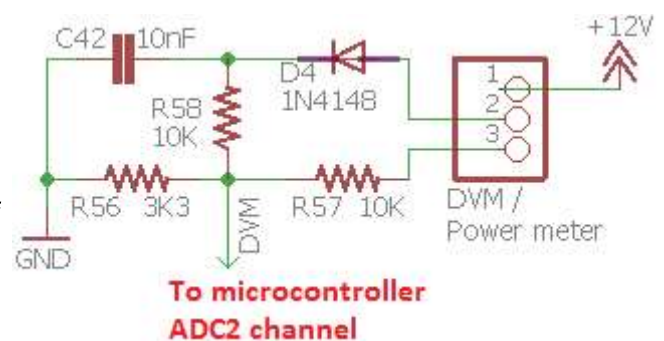 +12V
C42 10nF
D4
1N4148
1
2
3
R58
10K
R56 3K3
R57 10K
DVM
DVM /
Power meter
GND
To microcontroller
ADC2 channel